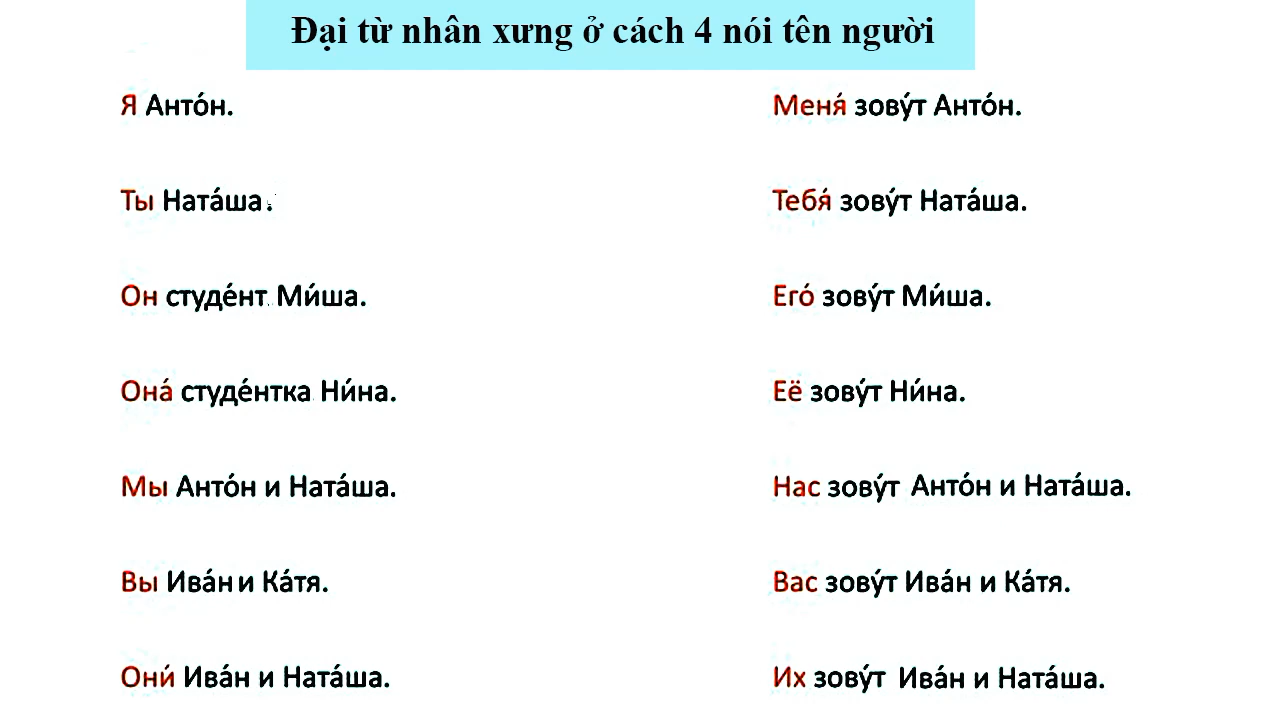 Đại từ nhân xưng ở cách 4 nói tên người
Я Анто́н.
Меня́ зову́т Анто́н.
Ты Ната́ша.
Тебя́ зову́т Ната́ша.
Он студе́нт Ми́ша.
Его́ зову́т Ми́ша.
Она́ студе́нтка Ни́на.
Её зову́т Ни́на.
Мы Анто́н и Ната́ша.
Нас зову́т Анто́н и Ната́ша.
Вы Ива́н и Ка́тя.
Вас зову́т Ива́н и Ка́тя.
Они́ Ива́н и Ната́ша.
Их зову́т Ива́н и Ната́ша.